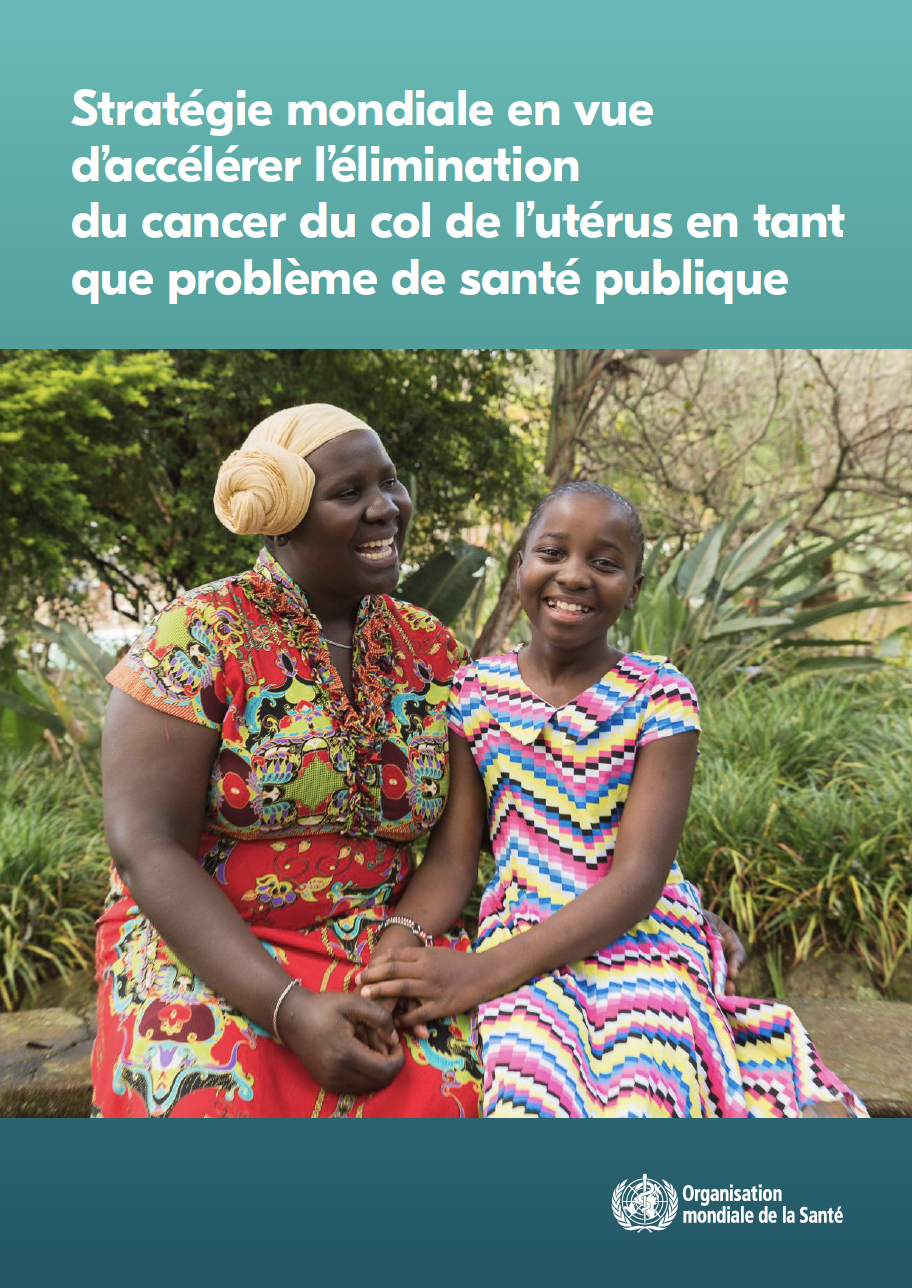 Stratégie mondiale en vue
d’accélérer l’élimination
du cancer du col de l’utérus en tant
que problème de santé publique
Organisation
mondiale de la Santé